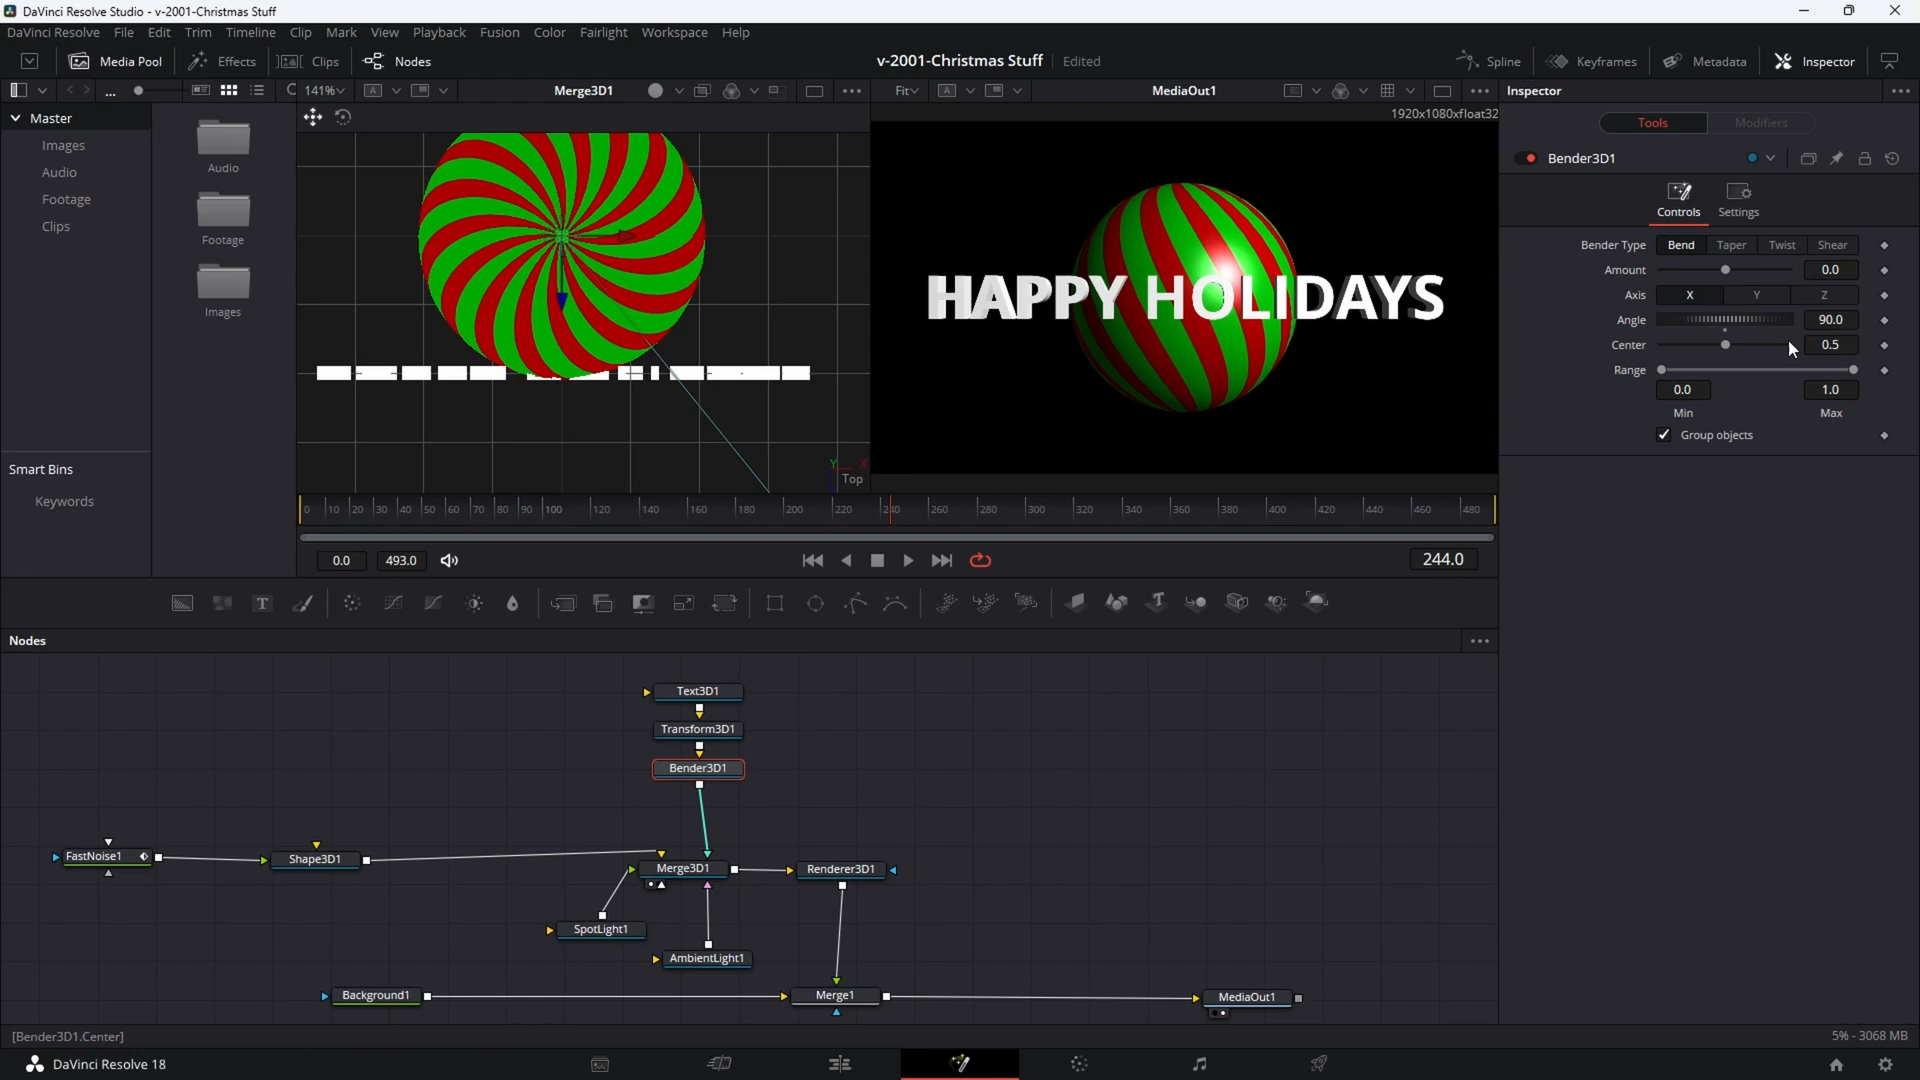 DaVinci Resolve Studio - v-2001-Christmas Stuff
DaVinci Resolve File Edit Trim Timeline Clip Mark View Playback Fusion Color Fairlight Workspace Help
Media Pool Effects Clips Nodes v-2001-Christmas Stuff Edited Spline Keyframes Metadata Inspector
... 141% A Merge3D1 ... Fit A MediaOut1 ... Inspector ...
1920x1080xfloat32
Master
Images
Audio
Footage
Clips
Audio
Footage
Images
Smart Bins
Keywords
Y X
Top
HAPPY HOLIDAYS
Tools Modifiers
Bender3D1
Controls Settings
Bender Type Bend Taper Twist Shear
Amount 0.0
Axis X Y Z
Angle 90.0
Center 0.5
Range
0.0 1.0
Min Max
Group objects
0 10 20 30 40 50 60 70 80 90 100 120 140 160 180 200 220 240 260 280 300 320 340 360 380 400 420 440 460 480
0.0 493.0 244.0
T T
Nodes ...
Text3D1
Transform3D1
Bender3D1
FastNoise1 Shape3D1 Merge3D1 Renderer3D1
SpotLight1
AmbientLight1
Background1 Merge1 MediaOut1
[Bender3D1.Center] 5% - 3068 MB
DaVinci Resolve 18